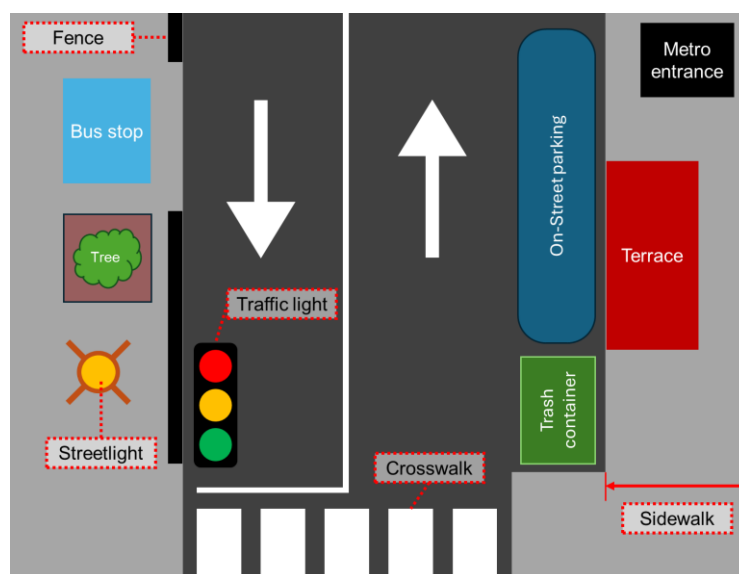 Fence
Metro
entrance
Bus stop
On-Street parking
Tree
Terrace
Traffic light
Trash
container
Streetlight
Crosswalk
Sidewalk